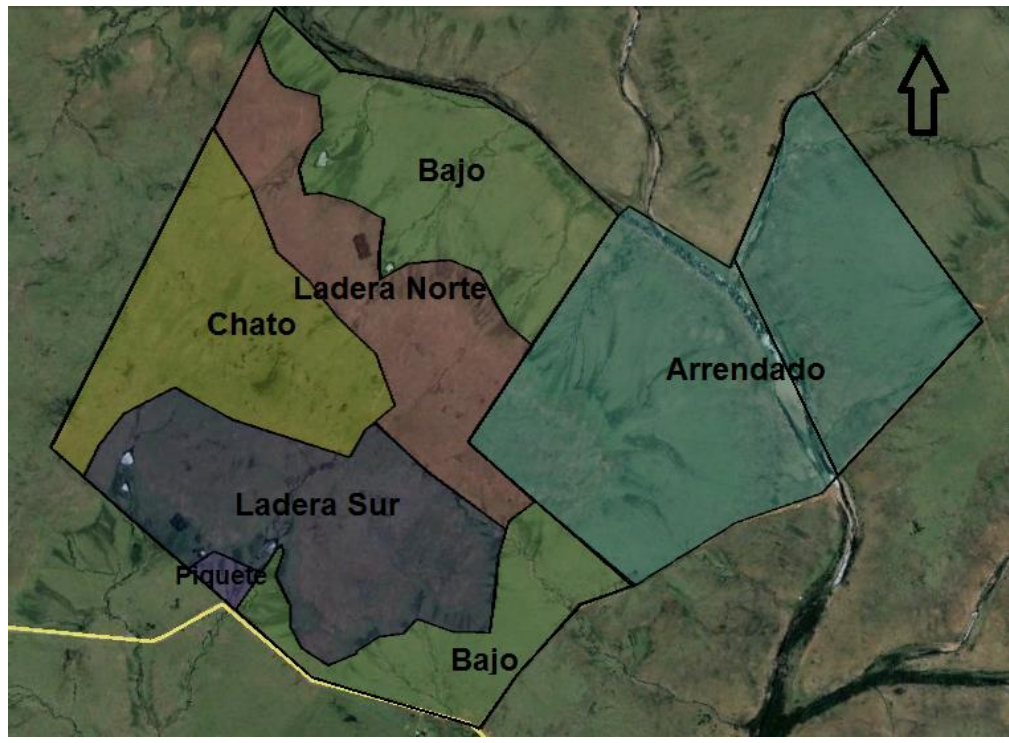 Bajo
Ladera Norte
Chato
Arrendado
Ladera Sur
Piquete
Bajo